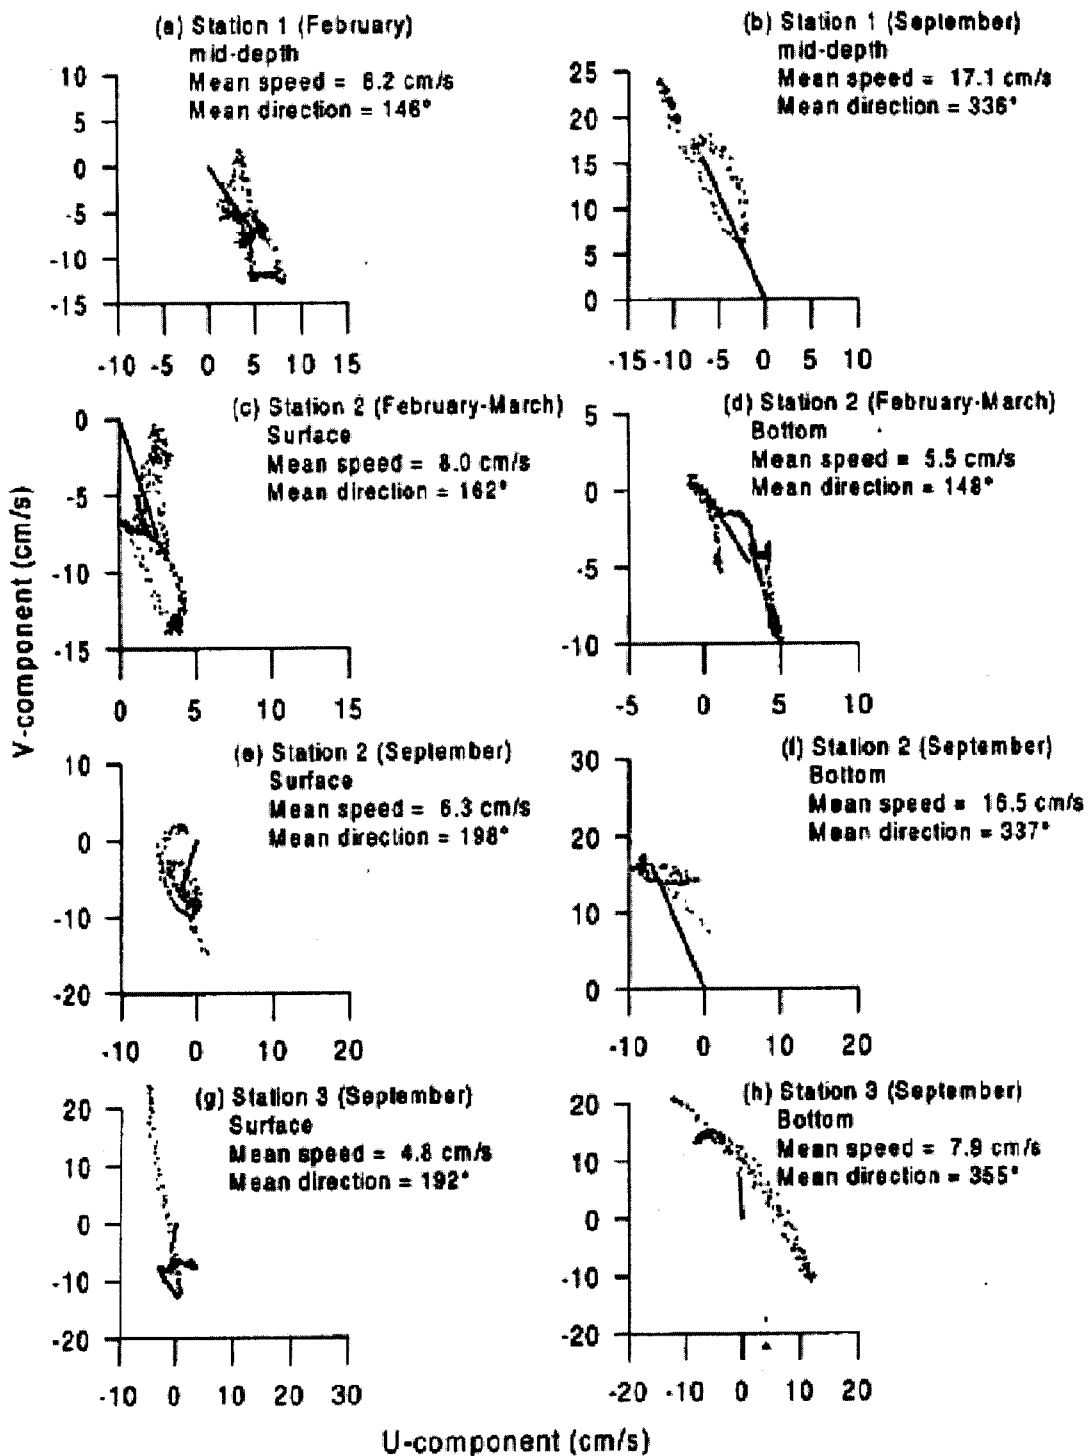 (a) Station 1 (February)
mid-depth
Mean speed = 6.2 cm/s
Mean direction = 146°
10
5
0
-5
-10
-15
-10 -5 0 5 10 15
(b) Station 1 (September)
mid-depth
Mean speed = 17.1 cm/s
Mean direction = 336°
25
20
15
10
5
0
-15 -10 -5 0 5 10
(c) Station 2 (February-March)
Surface
Mean speed = 8.0 cm/s
Mean direction = 162°
0
-5
-10
-15
0 5 10 15
(d) Station 2 (February-March)
Bottom
Mean speed = 5.5 cm/s
Mean direction = 148°
5
0
-5
-10
-5 0 5 10
(e) Station 2 (September)
Surface
Mean speed = 6.3 cm/s
Mean direction = 198°
10
0
-10
-20
-10 0 10 20
(f) Station 2 (September)
Bottom
Mean speed = 16.5 cm/s
Mean direction = 337°
30
20
10
0
-10 0 10 20
(g) Station 3 (September)
Surface
Mean speed = 4.8 cm/s
Mean direction = 192°
20
10
0
-10
-20
-10 0 10 20 30
(h) Station 3 (September)
Bottom
Mean speed = 7.9 cm/s
Mean direction = 355°
20
10
0
-10
-20
-20 -10 0 10 20
V-component (cm/s)
U-component (cm/s)